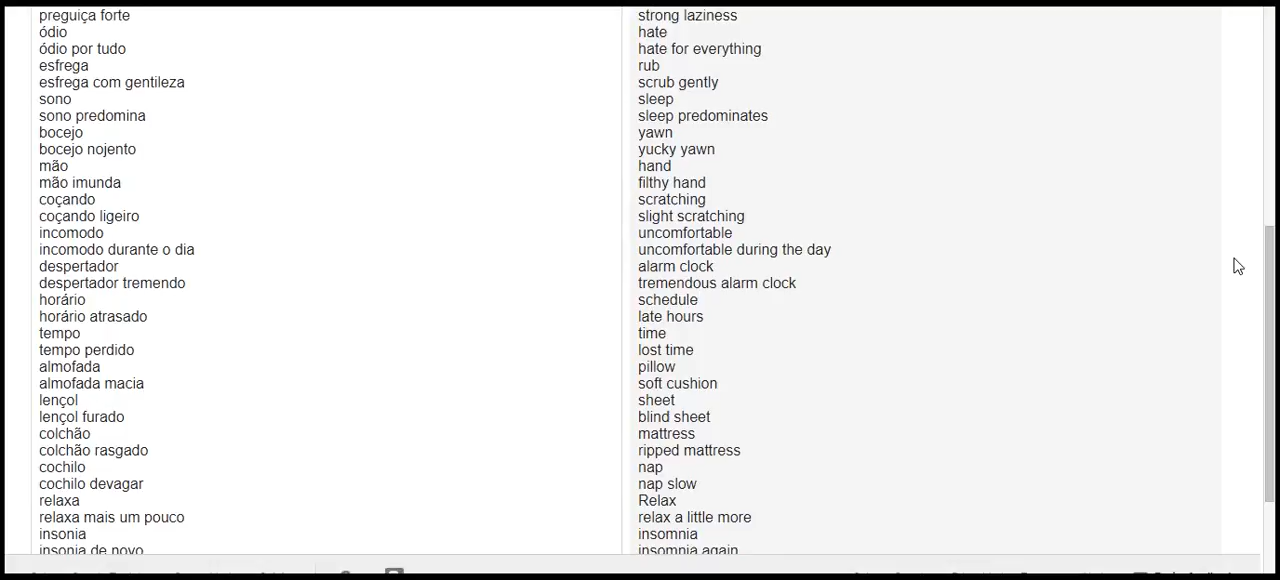 preguiça forte
ódio
ódio por tudo
esfrega
esfrega com gentileza
sono
sono predomina
bocejo
bocejo nojento
mão
mão imunda
coçando
coçando ligeiro
incomodo
incomodo durante o dia
despertador
despertador tremendo
horário
horário atrasado
tempo
tempo perdido
almofada
almofada macia
lençol
lençol furado
colchão
colchão rasgado
cochilo
cochilo devagar
relaxa
relaxa mais um pouco
insonia
insonia de novo
strong laziness
hate
hate for everything
rub
scrub gently
sleep
sleep predominates
yawn
yucky yawn
hand
filthy hand
scratching
slight scratching
uncomfortable
uncomfortable during the day
alarm clock
tremendous alarm clock
schedule
late hours
time
lost time
pillow
soft cushion
sheet
blind sheet
mattress
ripped mattress
nap
nap slow
Relax
relax a little more
insomnia
insomnia again